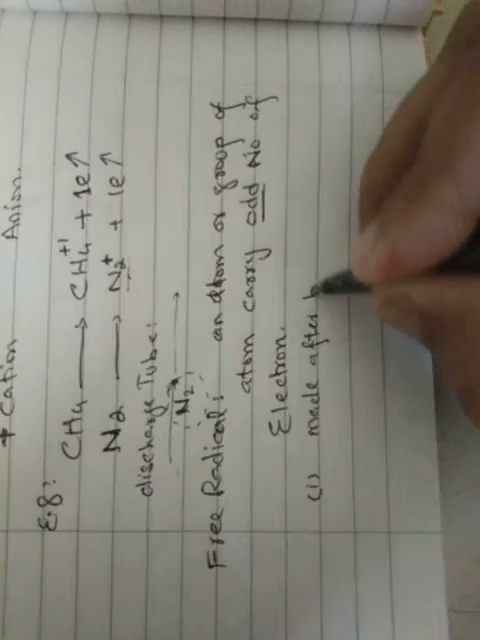 + Cation Anion.
E.g:
CH4 ⟶ CH4+1 + 1e↑
N2 ⟶ N2+ + 1e↑
discharge Tube:
→ N2 →
Free Radical: an atom or group of
atom carry odd No of
Electron.
(1) made after b